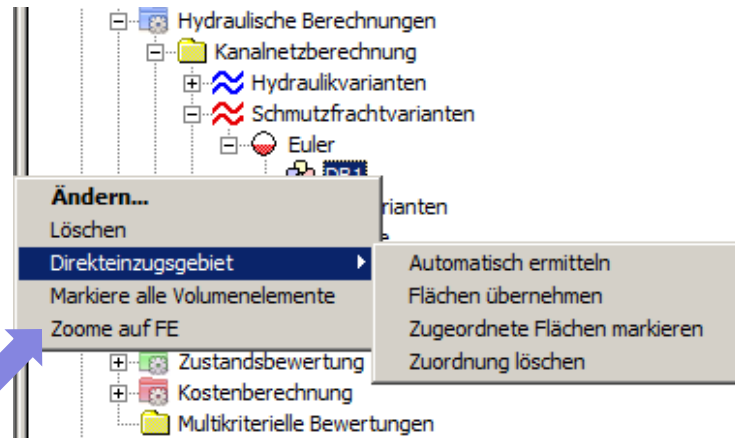 Hydraulische Berechnungen
Kanalnetzberechnung
Hydraulikvarianten
Schmutzfrachtvarianten
Euler
Ändern...
rianten
Löschen
Direkteinzugsgebiet
Automatisch ermitteln
Markiere alle Volumenelemente
Flächen übernehmen
Zoome auf FE
Zugeordnete Flächen markieren
Zustandsbewertung
Zuordnung löschen
Kostenberechnung
Multikriterielle Bewertungen